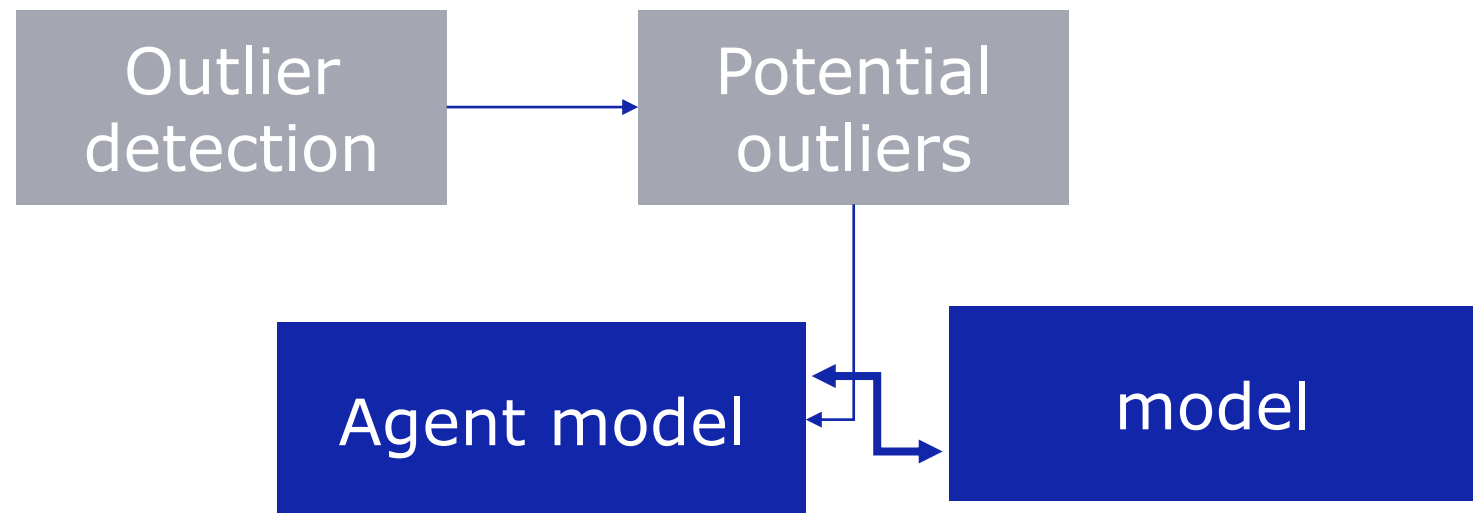 Outlier
detection
Potential
outliers
Agent model
model